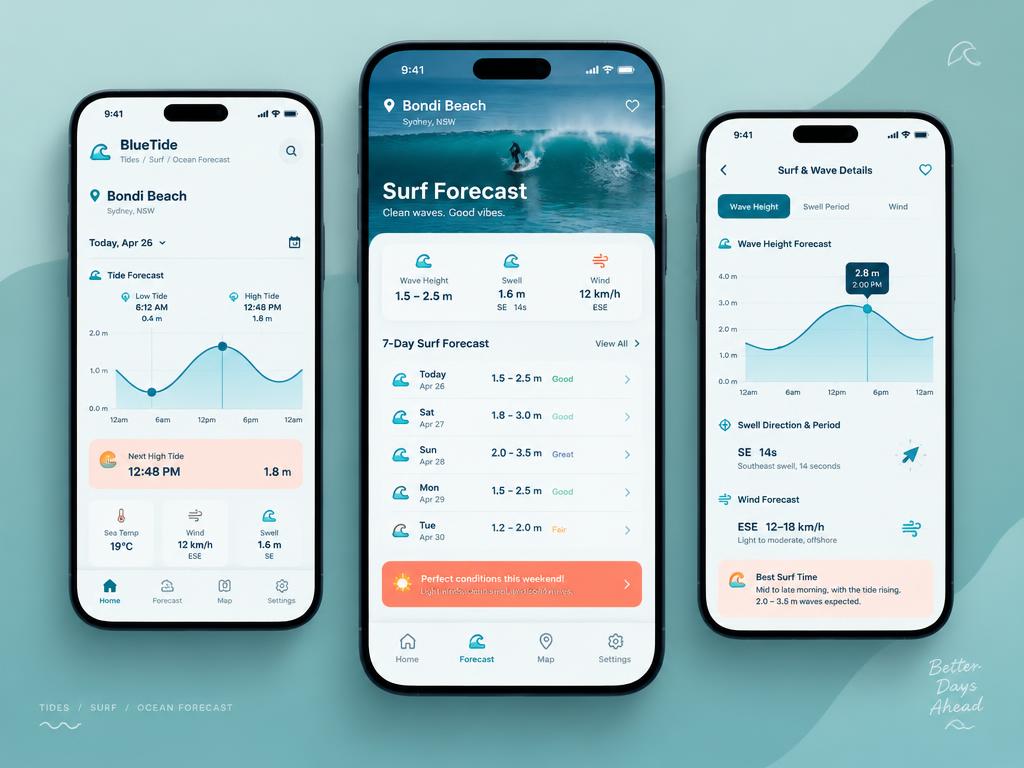 9:41
BlueTide
Tides / Surf / Ocean Forecast
Bondi Beach
Sydney, NSW
Today, Apr 26
Tide Forecast
Low Tide
6:12 AM
0.4 m
High Tide
12:48 PM
1.8 m
2.0 m
1.0 m
0.0 m
12am 6am 12pm 6pm 12am
Next High Tide
12:48 PM 1.8 m
Sea Temp
19°C
Wind
12 km/h
ESE
Swell
1.6 m
SE
Home Forecast Map Settings
9:41
Bondi Beach
Sydney, NSW
Surf Forecast
Clean waves. Good vibes.
Wave Height
1.5 – 2.5 m
Swell
1.6 m
SE 14s
Wind
12 km/h
ESE
7-Day Surf Forecast View All
Today 1.5 – 2.5 m Good
Apr 26
Sat 1.8 – 3.0 m Good
Apr 27
Sun 2.0 – 3.5 m Great
Apr 28
Mon 1.5 – 2.5 m Good
Apr 29
Tue 1.2 – 2.0 m Fair
Apr 30
Perfect conditions this weekend!
Home Forecast Map Settings
9:41
Surf & Wave Details
Wave Height Swell Period Wind
Wave Height Forecast
2.8 m
2:00 PM
4.0 m
3.0 m
2.0 m
1.0 m
0.0 m
12am 6am 12pm 6pm 12am
Swell Direction & Period
SE 14s
Southeast swell, 14 seconds
Wind Forecast
ESE 12–18 km/h
Light to moderate, offshore
Best Surf Time
Mid to late morning, with the tide rising.
2.0 – 3.5 m waves expected.
TIDES / SURF / OCEAN FORECAST
Better
Days
Ahead